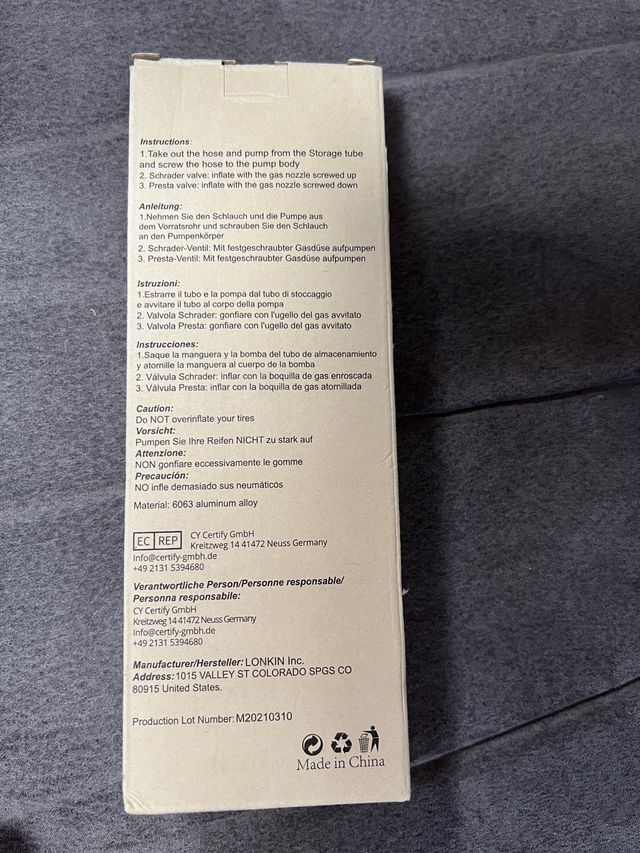 Instructions:
1.Take out the hose and pump from the Storage tube
and screw the hose to the pump body
2. Schrader valve: inflate with the gas nozzle screwed up
3. Presta valve: inflate with the gas nozzle screwed down
Anleitung:
1.Nehmen Sie den Schlauch und die Pumpe aus
dem Vorratsrohr und schrauben Sie den Schlauch
an den Pumpenkörper
2. Schrader-Ventil: Mit festgeschraubter Gasdüse aufpumpen
3. Presta-Ventil: Mit festgeschraubter Gasdüse aufpumpen
Istruzioni:
1.Estrarre il tubo e la pompa dal tubo di stoccaggio
e avvitare il tubo al corpo della pompa
2. Valvola Schrader: gonfiare con l'ugello del gas avvitato
3. Valvola Presta: gonfiare con l'ugello del gas avvitato
Instrucciones:
1.Saque la manguera y la bomba del tubo de almacenamiento
y atornille la manguera al cuerpo de la bomba
2. Válvula Schrader: inflar con la boquilla de gas enroscada
3. Válvula Presta: inflar con la boquilla de gas atornillada
Caution:
Do NOT overinflate your tires
Vorsicht:
Pumpen Sie Ihre Reifen NICHT zu stark auf
Attenzione:
NON gonfiare eccessivamente le gomme
Precaución:
NO infle demasiado sus neumáticos
Material: 6063 aluminum alloy
EC REP CY Certify GmbH
Kreitzweg 14 41472 Neuss Germany
Info@certify-gmbh.de
+49 2131 5394680
Verantwortliche Person/Personne responsable/
Personna responsabile:
CY Certify GmbH
Kreitzweg 14 41472 Neuss Germany
Info@certify-gmbh.de
+49 2131 5394680
Manufacturer/Hersteller: LONKIN Inc.
Address: 1015 VALLEY ST COLORADO SPGS CO
80915 United States.
Production Lot Number: M20210310
Made in China